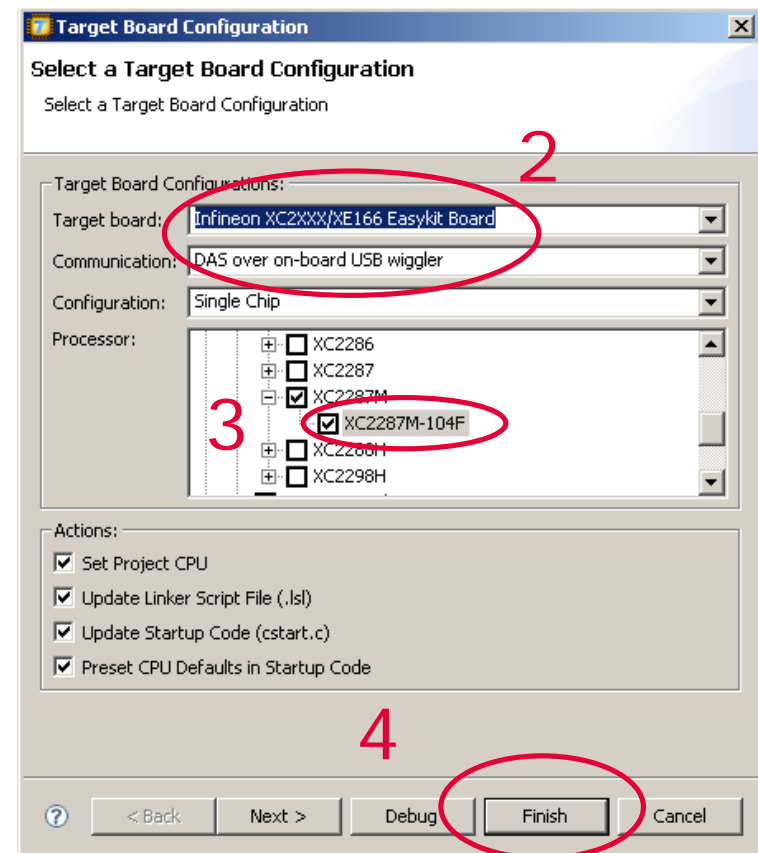 Target Board Configuration
Select a Target Board Configuration
Select a Target Board Configuration
2
Target Board Configurations:
Target board: Infineon XC2XXX/XE166 Easykit Board
Communication: DAS over on-board USB wiggler
Configuration: Single Chip
Processor:
XC2286
XC2287
XC2287M
3
XC2287M-104F
XC2288H
XC2298H
Actions:
Set Project CPU
Update Linker Script File (.lsl)
Update Startup Code (cstart.c)
Preset CPU Defaults in Startup Code
4
< Back Next > Debug Finish Cancel